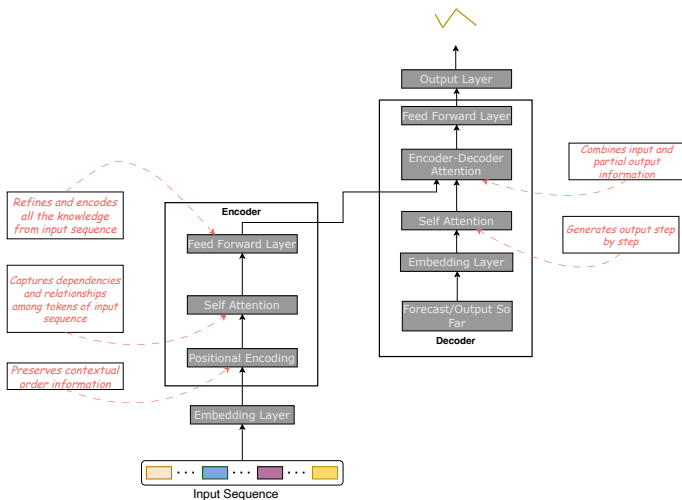 Output Layer
Feed Forward Layer
Encoder-Decoder
Attention
Combines input and
partial output
information
Refines and encodes
all the knowledge
from input sequence
Encoder
Self Attention
Generates output step
by step
Feed Forward Layer
Embedding Layer
Captures dependencies
and relationships
among tokens of input
sequence
Self Attention
Forecast/Output So
Far
Decoder
Positional Encoding
Preserves contextual
order information
Embedding Layer
... ... ...
Input Sequence